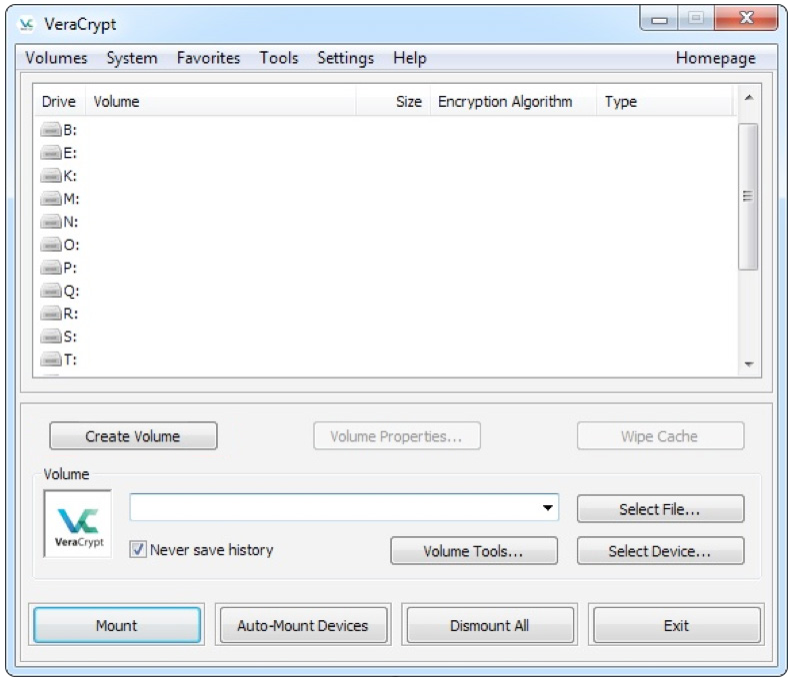 VeraCrypt
Volumes System Favorites Tools Settings Help Homepage
Drive Volume Size Encryption Algorithm Type
B:
E:
K:
M:
N:
O:
P:
Q:
R:
S:
T:
Create Volume Volume Properties... Wipe Cache
Volume
VeraCrypt
Select File...
Never save history Volume Tools... Select Device...
Mount Auto-Mount Devices Dismount All Exit